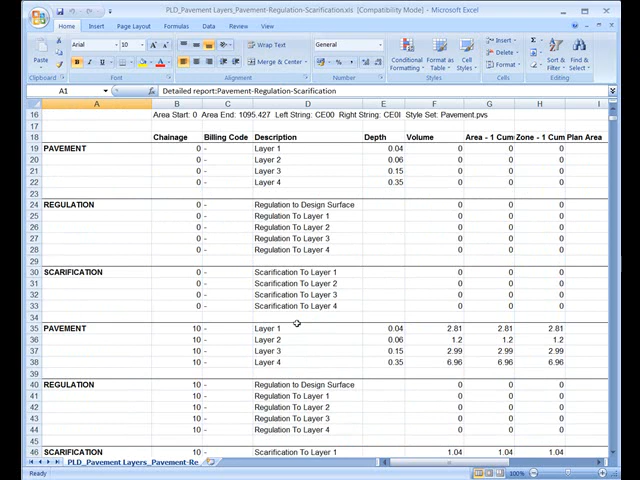 PLD_Pavement Layers_Pavement-Regulation-Scarification.xls [Compatibility Mode] - Microsoft Excel
Home Insert Page Layout Formulas Data Review View
Paste
Arial 10
Wrap Text
General
Merge & Center
Conditional Formatting Format as Table Cell Styles
Insert
Delete
Format
Sort & Filter Find & Select
Clipboard Font Alignment Number Styles Cells Editing
A1 Detailed report:Pavement-Regulation-Scarification
A B C D E F G H I
16 Area Start: 0 Area End: 1095.427 Left String: CE00 Right String: CE0I Style Set: Pavement.pvs
17
18 Chainage Billing Code Description Depth Volume Area - 1 Cum Zone - 1 Cum Plan Area
19 PAVEMENT 0 - Layer 1 0.04 0 0 0
20 0 - Layer 2 0.06 0 0 0
21 0 - Layer 3 0.15 0 0 0
22 0 - Layer 4 0.35 0 0 0
23
24 REGULATION 0 - Regulation to Design Surface 0 0 0
25 0 - Regulation To Layer 1 0 0 0
26 0 - Regulation To Layer 2 0 0 0
27 0 - Regulation To Layer 3 0 0 0
28 0 - Regulation To Layer 4 0 0 0
29
30 SCARIFICATION 0 - Scarification To Layer 1 0 0 0
31 0 - Scarification To Layer 2 0 0 0
32 0 - Scarification To Layer 3 0 0 0
33 0 - Scarification To Layer 4 0 0 0
34
35 PAVEMENT 10 - Layer 1 0.04 2.81 2.81 2.81
36 10 - Layer 2 0.06 1.2 1.2 1.2
37 10 - Layer 3 0.15 2.99 2.99 2.99
38 10 - Layer 4 0.35 6.96 6.96 6.96
39
40 REGULATION 10 - Regulation to Design Surface 0 0 0
41 10 - Regulation To Layer 1 0 0 0
42 10 - Regulation To Layer 2 0 0 0
43 10 - Regulation To Layer 3 0 0 0
44 10 - Regulation To Layer 4 0 0 0
45
46 SCARIFICATION 10 - Scarification To Layer 1 1.04 1.04 1.04
PLD_Pavement Layers_Pavement-Re
Ready 100%